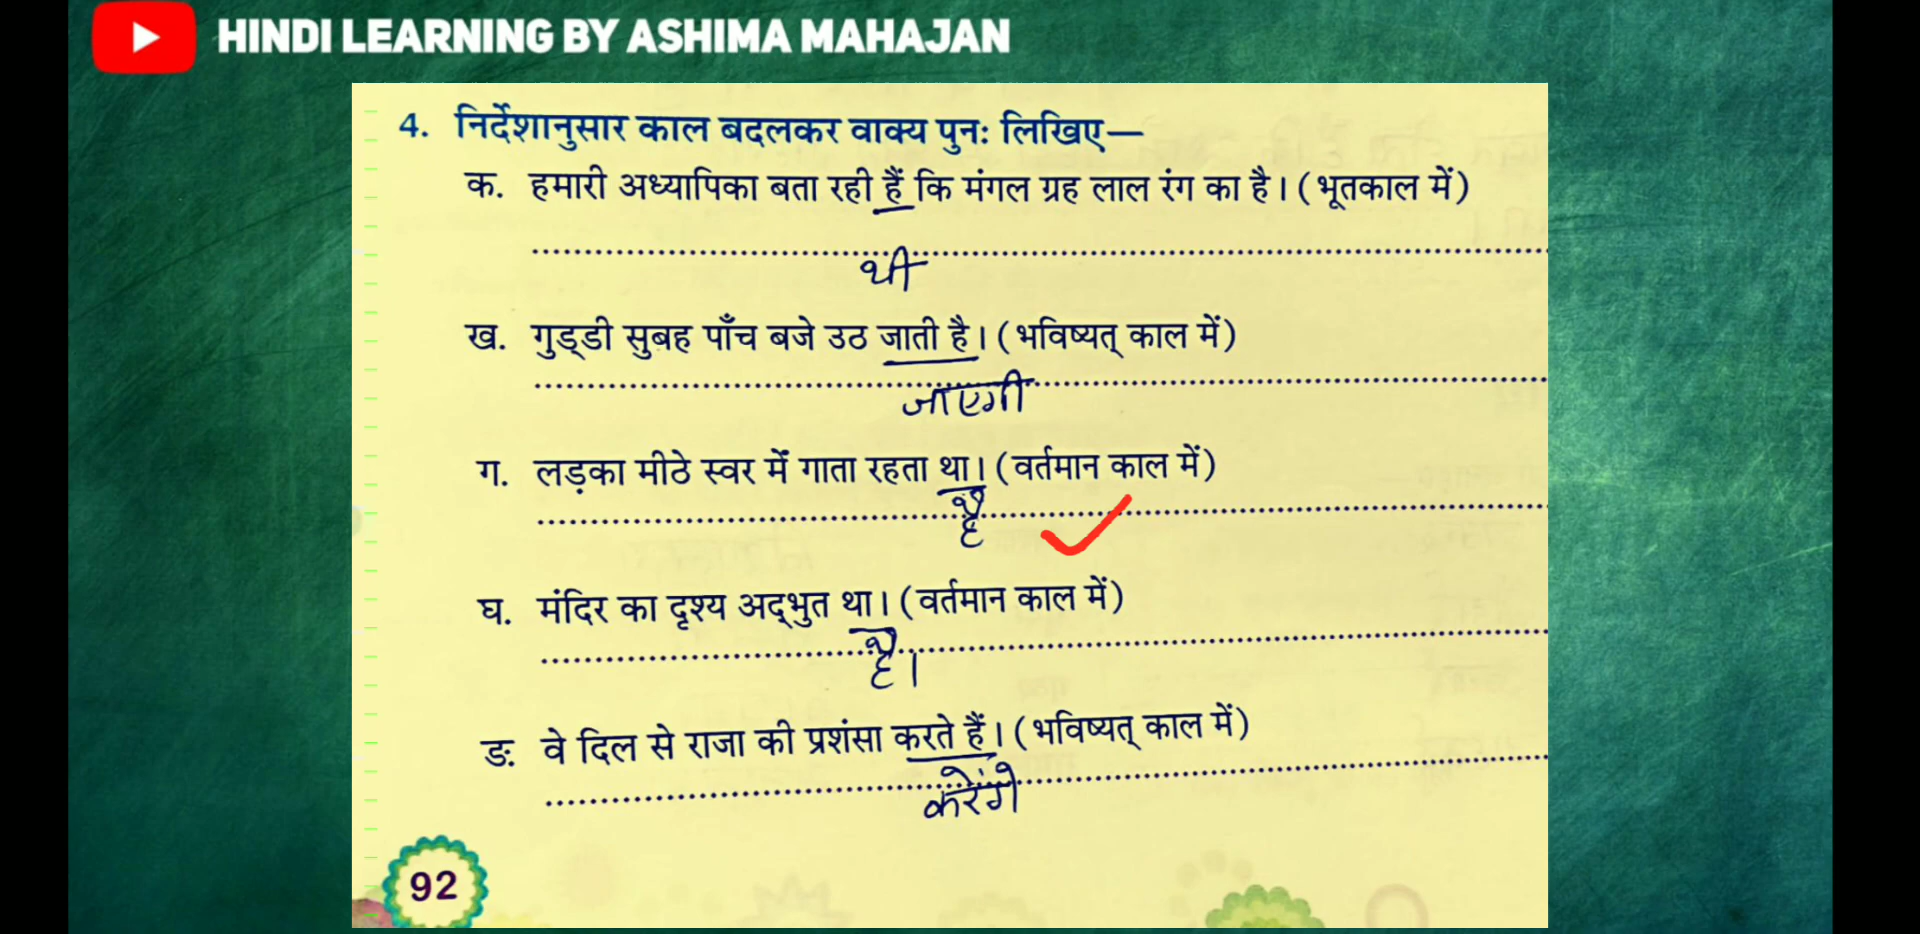 HINDI LEARNING BY ASHIMA MAHAJAN
4. निर्देशानुसार काल बदलकर वाक्य पुनः लिखिए—
क. हमारी अध्यापिका बता रही हैं कि मंगल ग्रह लाल रंग का है। (भूतकाल में)
थी
ख. गुड्डी सुबह पाँच बजे उठ जाती है। (भविष्यत् काल में)
जाएगी
ग. लड़का मीठे स्वर में गाता रहता था। (वर्तमान काल में)
है
घ. मंदिर का दृश्य अद्भुत था। (वर्तमान काल में)
है।
ङ. वे दिल से राजा की प्रशंसा करते हैं। (भविष्यत् काल में)
करेंगे
92